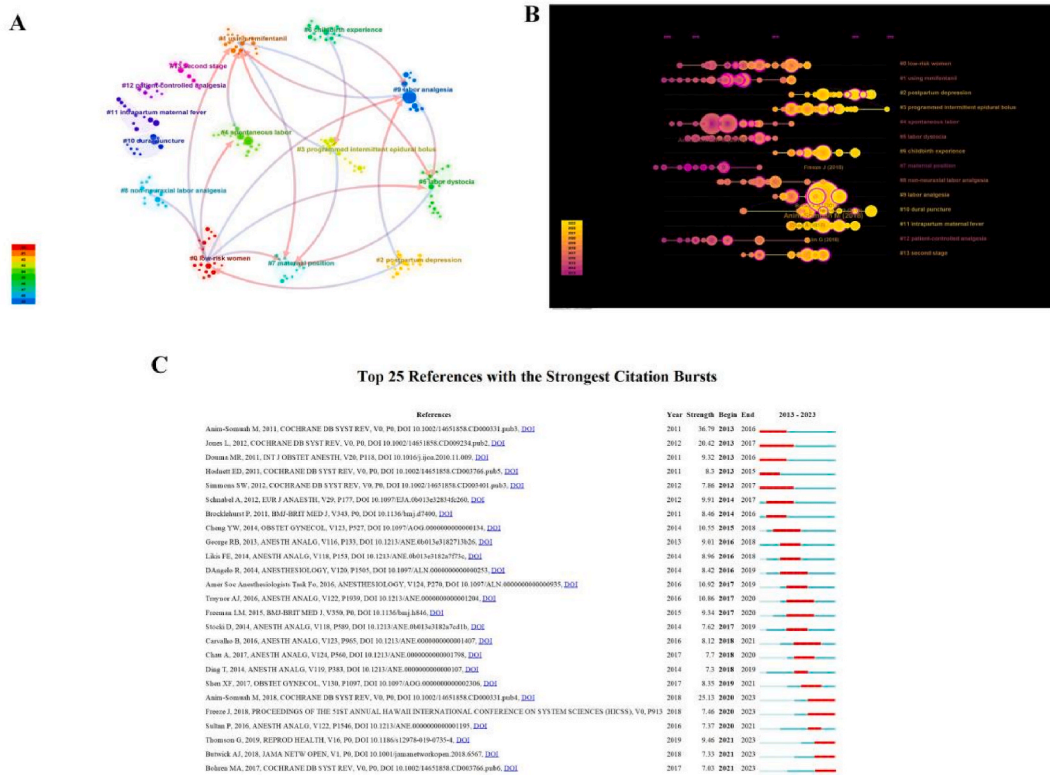 A
#1 using remifentanil
#6 childbirth experience
#13 second stage
#12 patient-controlled analgesia
#9 labor analgesia
#11 intrapartum maternal fever
#4 spontaneous labor
#10 dural puncture
#3 programmed intermittent epidural bolus
#5 labor dystocia
#8 non-neuraxial labor analgesia
#0 low-risk women
#7 maternal position
#2 postpartum depression
B
#0 low-risk women
#1 using remifentanil
#2 postpartum depression
#3 programmed intermittent epidural bolus
#4 spontaneous labor
#5 labor dystocia
#6 childbirth experience
#7 maternal position
#8 non-neuraxial labor analgesia
#9 labor analgesia
#10 dural puncture
#11 intrapartum maternal fever
#12 patient-controlled analgesia
#13 second stage
C
Top 25 References with the Strongest Citation Bursts
References Year Strength Begin End 2013 - 2023
Anim-Somuah M, 2011, COCHRANE DB SYST REV, V0, P0, DOI 10.1002/14651858.CD000331.pub3, DOI 2011 36.79 2013 2016
Jones L, 2012, COCHRANE DB SYST REV, V0, P0, DOI 10.1002/14651858.CD009234.pub2, DOI 2012 20.42 2013 2017
Douma MR, 2011, INT J OBSTET ANESTH, V20, P118, DOI 10.1016/j.ijoa.2010.11.009, DOI 2011 9.32 2013 2016
Hodnett ED, 2011, COCHRANE DB SYST REV, V0, P0, DOI 10.1002/14651858.CD003766.pub5, DOI 2011 8.3 2013 2015
Simmons SW, 2012, COCHRANE DB SYST REV, V0, P0, DOI 10.1002/14651858.CD003401.pub3, DOI 2012 7.86 2013 2017
Schnabel A, 2012, EUR J ANAESTH, V29, P177, DOI 10.1097/EJA.0b013e32834fc260, DOI 2012 9.91 2014 2017
Brocklehurst P, 2011, BMJ-BRIT MED J, V343, P0, DOI 10.1136/bmj.d7400, DOI 2011 8.46 2014 2016
Cheng YW, 2014, OBSTET GYNECOL, V123, P527, DOI 10.1097/AOG.0000000000000134, DOI 2014 10.55 2015 2018
George RB, 2013, ANESTH ANALG, V116, P133, DOI 10.1213/ANE.0b013e3182713b26, DOI 2013 9.01 2016 2018
Likis FE, 2014, ANESTH ANALG, V118, P153, DOI 10.1213/ANE.0b013e3182a7f73c, DOI 2014 8.96 2016 2018
DAngelo R, 2014, ANESTHESIOLOGY, V120, P1505, DOI 10.1097/ALN.0000000000000253, DOI 2014 8.42 2016 2019
Amer Soc Anesthesiologists Task Fo, 2016, ANESTHESIOLOGY, V124, P270, DOI 10.1097/ALN.0000000000000935, DOI 2016 10.92 2017 2019
Traynor AJ, 2016, ANESTH ANALG, V122, P1939, DOI 10.1213/ANE.0000000000001204, DOI 2016 10.86 2017 2020
Freeman LM, 2015, BMJ-BRIT MED J, V350, P0, DOI 10.1136/bmj.h846, DOI 2015 9.34 2017 2020
Stocki D, 2014, ANESTH ANALG, V118, P589, DOI 10.1213/ANE.0b013e3182a7cd1b, DOI 2014 7.62 2017 2019
Carvalho B, 2016, ANESTH ANALG, V123, P965, DOI 10.1213/ANE.0000000000001407, DOI 2016 8.12 2018 2021
Chau A, 2017, ANESTH ANALG, V124, P560, DOI 10.1213/ANE.0000000000001798, DOI 2017 7.7 2018 2020
Ding T, 2014, ANESTH ANALG, V119, P383, DOI 10.1213/ANE.0000000000000107, DOI 2014 7.3 2018 2019
Shen XF, 2017, OBSTET GYNECOL, V130, P1097, DOI 10.1097/AOG.0000000000002306, DOI 2017 8.35 2019 2021
Anim-Somuah M, 2018, COCHRANE DB SYST REV, V0, P0, DOI 10.1002/14651858.CD000331.pub4, DOI 2018 25.13 2020 2023
Freeze J, 2018, PROCEEDINGS OF THE 51ST ANNUAL HAWAII INTERNATIONAL CONFERENCE ON SYSTEM SCIENCES (HICSS), V0, P913 2018 7.46 2020 2023
Sultan P, 2016, ANESTH ANALG, V122, P1546, DOI 10.1213/ANE.0000000000001195, DOI 2016 7.37 2020 2021
Thomson G, 2019, REPROD HEALTH, V16, P0, DOI 10.1186/s12978-019-0735-4, DOI 2019 9.46 2021 2023
Butwick AJ, 2018, JAMA NETW OPEN, V1, P0, DOI 10.1001/jamanetworkopen.2018.6567, DOI 2018 7.33 2021 2023
Bohren MA, 2017, COCHRANE DB SYST REV, V0, P0, DOI 10.1002/14651858.CD003766.pub6, DOI 2017 7.03 2021 2023